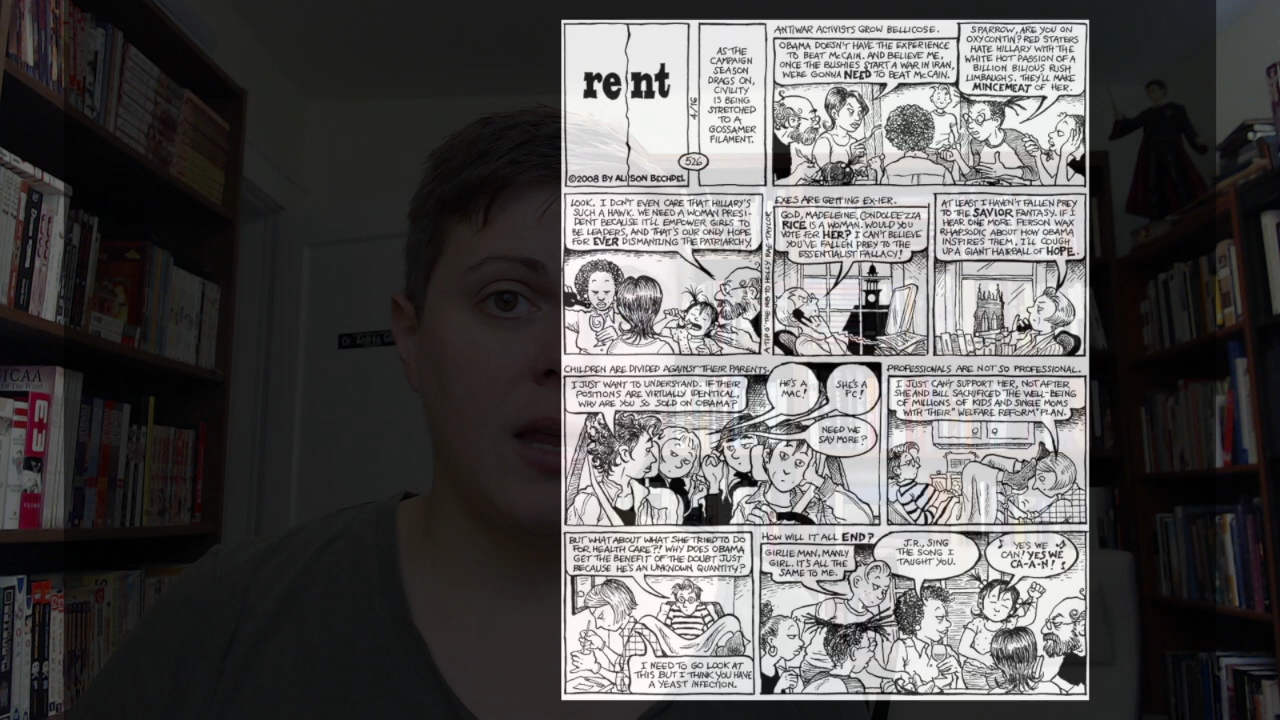 re nt
©2008 BY ALISON BECHDEL
4/16
AS THE
CAMPAIGN
SEASON
DRAGS ON,
CIVILITY
IS BEING
STRETCHED
TO A
GOSSAMER
FILAMENT.
526
ANTIWAR ACTIVISTS GROW BELLICOSE.
OBAMA DOESN'T HAVE THE EXPERIENCE
TO BEAT McCAIN. AND BELIEVE ME,
ONCE THE BUSHIES START A WAR IN IRAN,
WE'RE GONNA NEED TO BEAT McCAIN.
SPARROW, ARE YOU ON
OXYCONTIN? RED STATERS
HATE HILLARY WITH THE
WHITE HOT PASSION OF A
BILLION BILIOUS RUSH
LIMBAUGHS. THEY'LL MAKE
MINCEMEAT OF HER.
LOOK. I DON'T EVEN CARE THAT HILLARY'S
SUCH A HAWK. WE NEED A WOMAN PRESI-
DENT BECAUSE IT'LL EMPOWER GIRLS TO
BE LEADERS, AND THAT'S OUR ONLY HOPE
FOR EVER DISMANTLING THE PATRIARCHY.
EXES ARE GETTING EX-IER.
GOD, MADELEINE, CONDOLEEZZA
RICE IS A WOMAN. WOULD YOU
VOTE FOR HER? I CAN'T BELIEVE
YOU'VE FALLEN PREY TO THE
ESSENTIALIST FALLACY!
AT LEAST I HAVEN'T FALLEN PREY
TO THE SAVIOR FANTASY. IF I
HEAR ONE MORE PERSON WAX
RHAPSODIC ABOUT HOW OBAMA
INSPIRES THEM, I'LL COUGH
UP A GIANT HAIRBALL OF HOPE.
CHILDREN ARE DIVIDED AGAINST THEIR PARENTS.
I JUST WANT TO UNDERSTAND. IF THEIR
POSITIONS ARE VIRTUALLY IDENTICAL,
WHY ARE YOU SO SOLD ON OBAMA?
HE'S A
MAC!
SHE'S A
PC!
NEED WE
SAY MORE?
PROFESSIONALS ARE NOT SO PROFESSIONAL.
I JUST CAN'T SUPPORT HER, NOT AFTER
SHE AND BILL SACRIFICED THE WELL-BEING
OF MILLIONS OF KIDS AND SINGLE MOMS
WITH THEIR "WELFARE REFORM" PLAN.
BUT WHAT ABOUT WHAT SHE TRIED TO DO
FOR HEALTH CARE?! WHY DOES OBAMA
GET THE BENEFIT OF THE DOUBT JUST
BECAUSE HE'S AN UNKNOWN QUANTITY?
I NEED TO GO LOOK AT
THIS BUT I THINK YOU HAVE
A YEAST INFECTION.
HOW WILL IT ALL END?
GIRLIE MAN, MANLY
GIRL. IT'S ALL THE
SAME TO ME.
J.R., SING
THE SONG I
TAUGHT YOU.
YES WE
CAN! YES WE
CA-A-N!